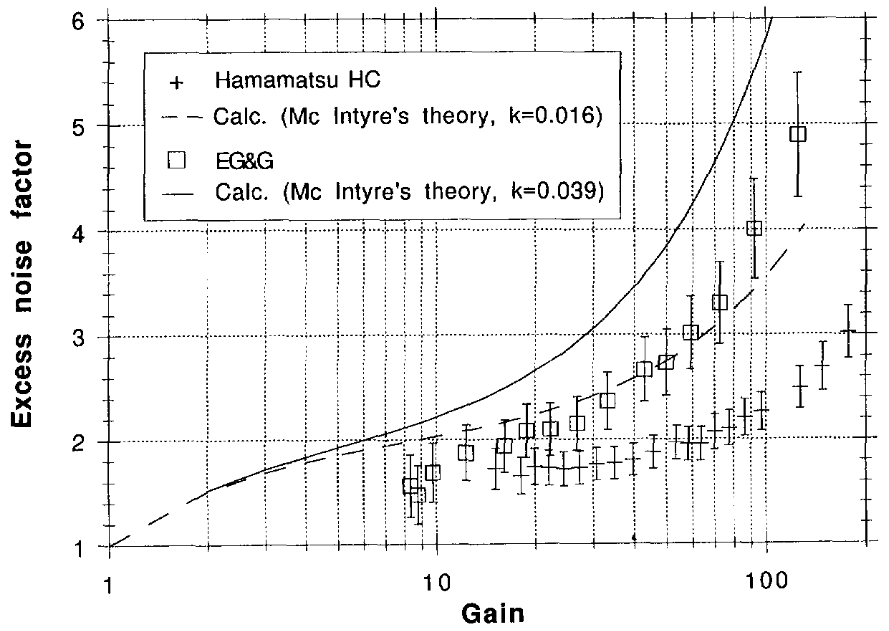 6
5
4
3
2
1
Excess noise factor
+ Hamamatsu HC
Calc. (Mc Intyre's theory, k=0.016)
EG&G
Calc. (Mc Intyre's theory, k=0.039)
1 10 100
Gain